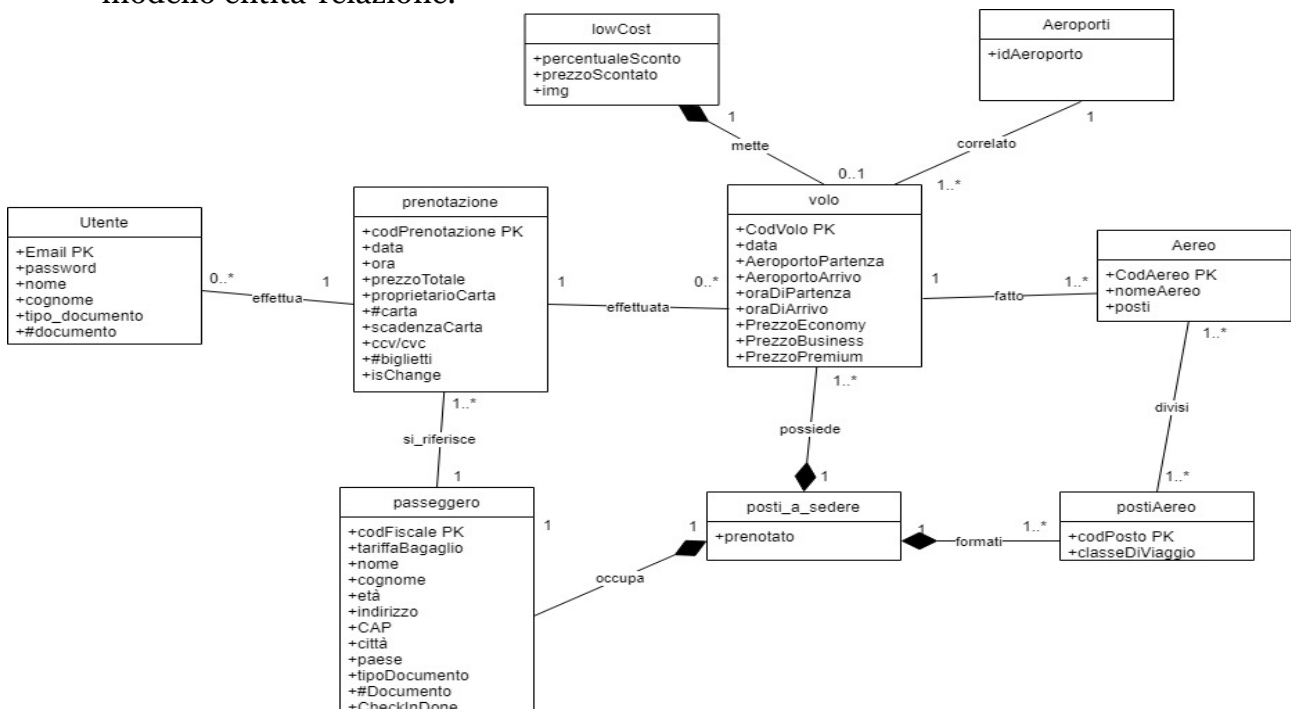 modello entità-relazione.
lowCost
+percentualeSconto
+prezzoScontato
+img
Aeroporti
+idAeroporto
1
mette
0..1
1
correlato
1..*
Utente
+Email PK
+password
+nome
+cognome
+tipo_documento
+#documento
0..*
effettua
1
prenotazione
+codPrenotazione PK
+data
+ora
+prezzoTotale
+proprietarioCarta
+#carta
+scadenzaCarta
+ccv/cvc
+#biglietti
+isChange
1
effettuata
0..*
volo
+CodVolo PK
+data
+AeroportoPartenza
+AeroportoArrivo
+oraDiPartenza
+oraDiArrivo
+PrezzoEconomy
+PrezzoBusiness
+PrezzoPremium
1
fatto
1..*
Aereo
+CodAereo PK
+nomeAereo
+posti
1..*
si_riferisce
1
1..*
possiede
1
1..*
divisi
1..*
passeggero
+codFiscale PK
+tariffaBagaglio
+nome
+cognome
+età
+indirizzo
+CAP
+città
+paese
+tipoDocumento
+#Documento
+CheckInDone
1
occupa
1
posti_a_sedere
+prenotato
1
formati
1..*
postiAereo
+codPosto PK
+classeDiViaggio